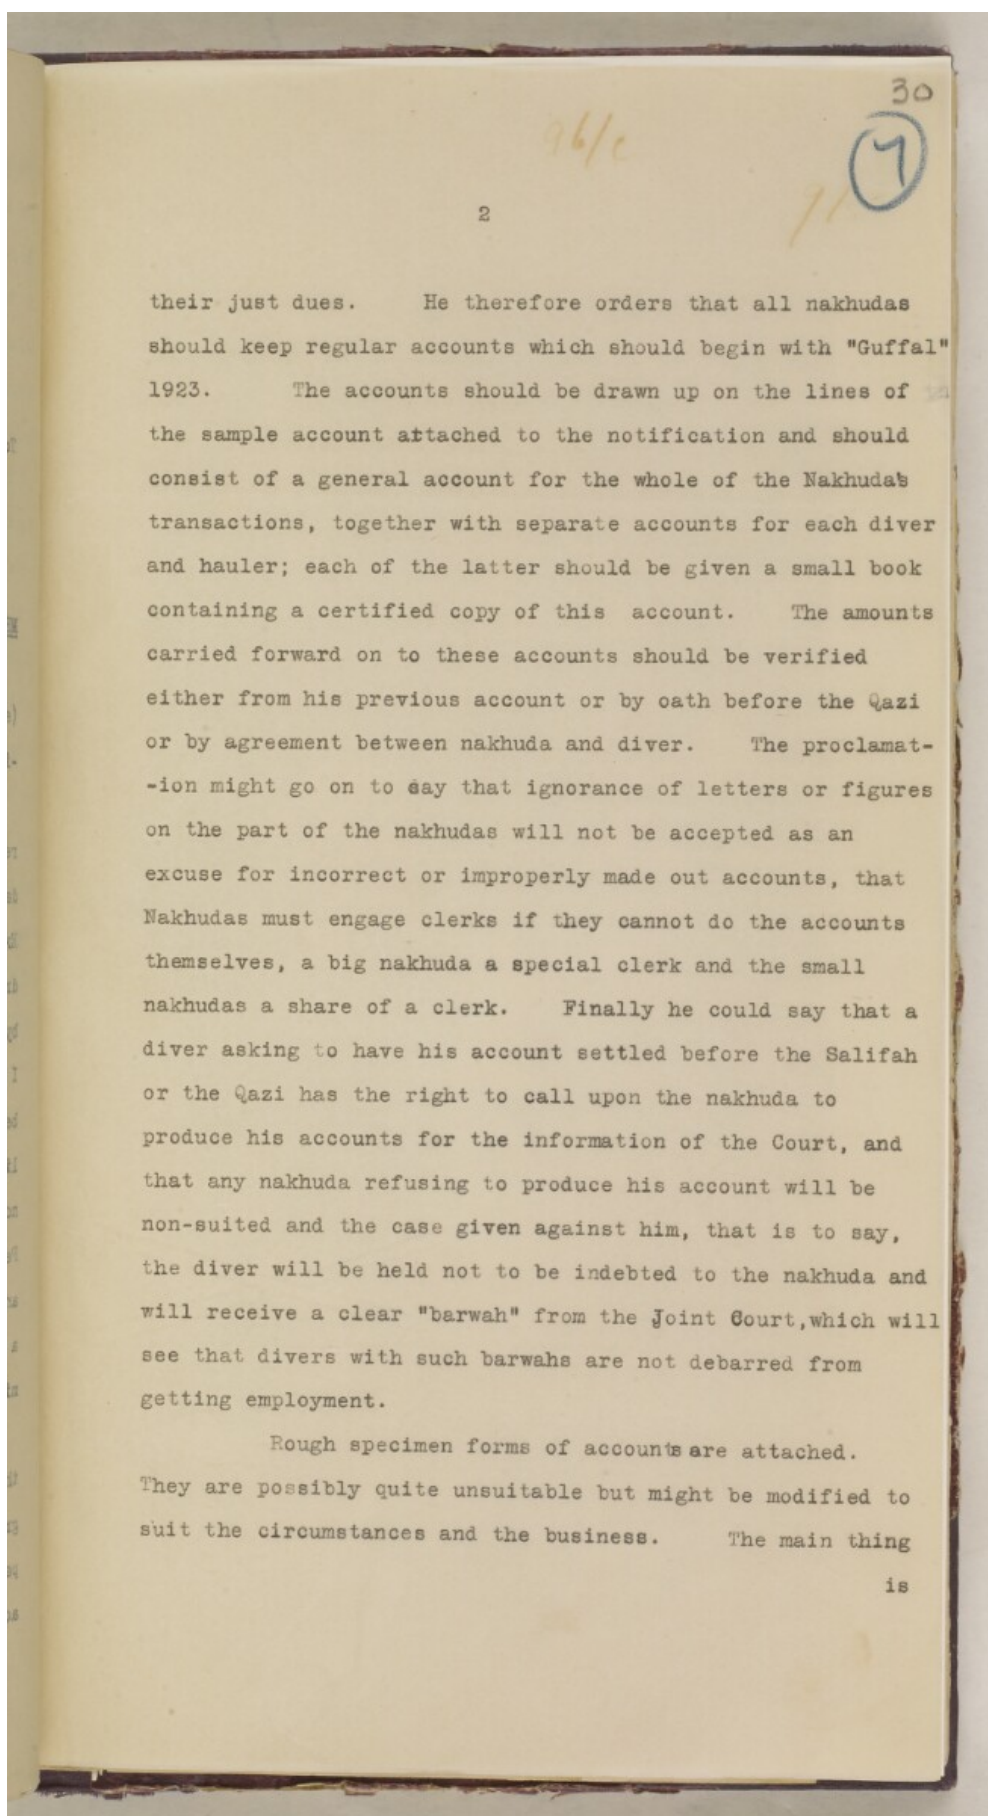 30
7
96/c
2
their just dues. He therefore orders that all nakhudas
should keep regular accounts which should begin with "Guffal"
1923. The accounts should be drawn up on the lines of
the sample account attached to the notification and should
consist of a general account for the whole of the Nakhuda's
transactions, together with separate accounts for each diver
and hauler; each of the latter should be given a small book
containing a certified copy of this account. The amounts
carried forward on to these accounts should be verified
either from his previous account or by oath before the Qazi
or by agreement between nakhuda and diver. The proclamat-
-ion might go on to say that ignorance of letters or figures
on the part of the nakhudas will not be accepted as an
excuse for incorrect or improperly made out accounts, that
Nakhudas must engage clerks if they cannot do the accounts
themselves, a big nakhuda a special clerk and the small
nakhudas a share of a clerk. Finally he could say that a
diver asking to have his account settled before the Salifah
or the Qazi has the right to call upon the nakhuda to
produce his accounts for the information of the Court, and
that any nakhuda refusing to produce his account will be
non-suited and the case given against him, that is to say,
the diver will be held not to be indebted to the nakhuda and
will receive a clear "barwah" from the Joint Court,which will
see that divers with such barwahs are not debarred from
getting employment.
Rough specimen forms of accounts are attached.
They are possibly quite unsuitable but might be modified to
suit the circumstances and the business. The main thing
is